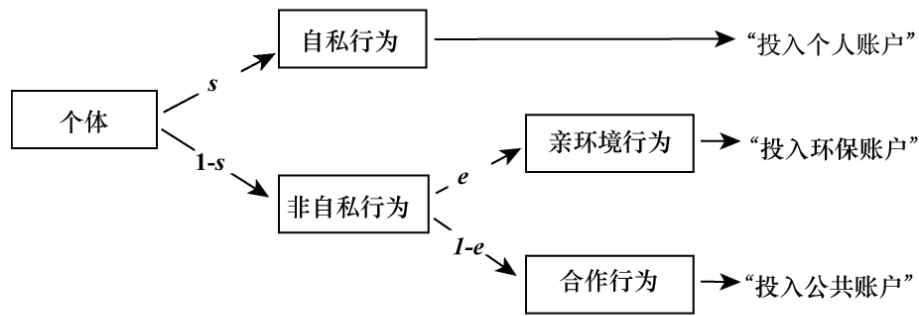 自私行为
“投入个人账户”
s
个体
1-s
亲环境行为
“投入环保账户”
e
非自私行为
1-e
合作行为
“投入公共账户”